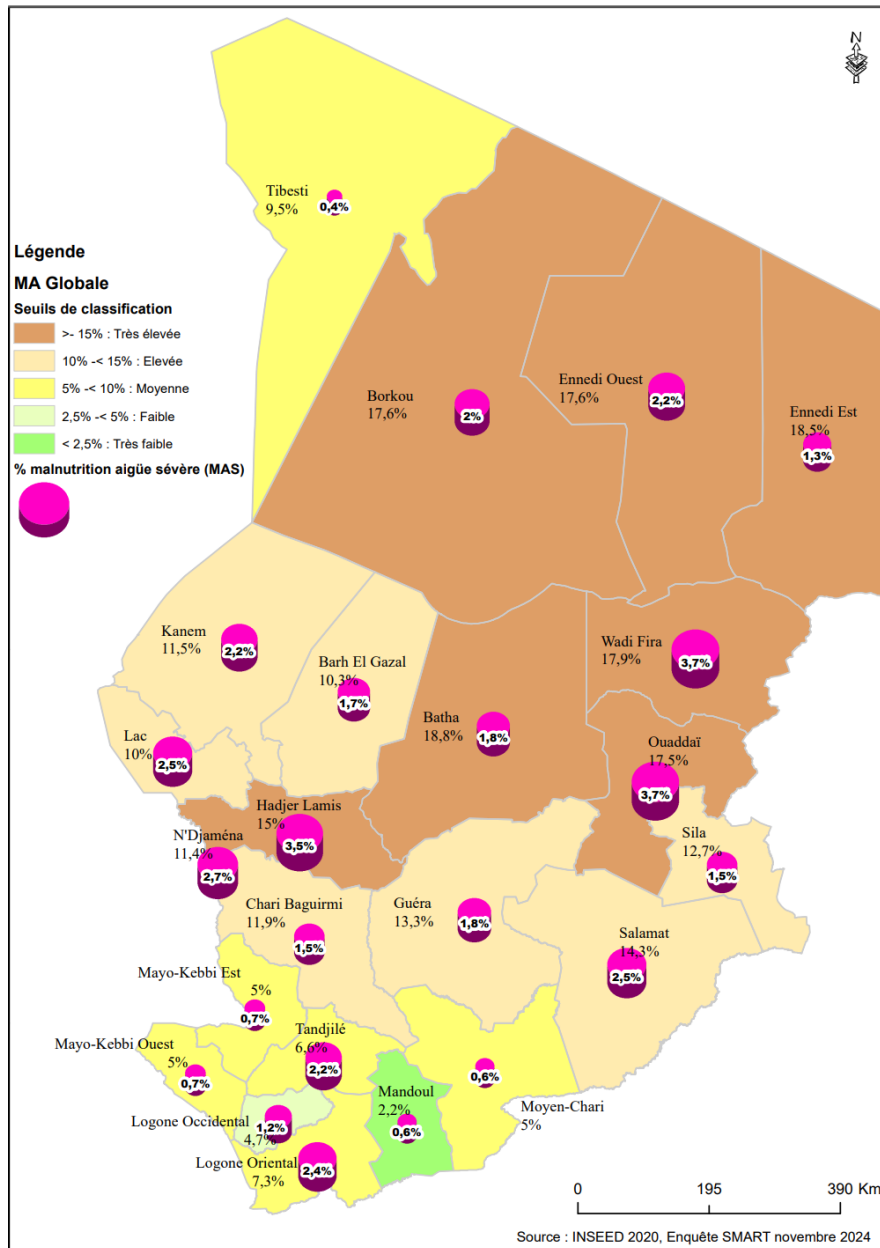 N
Tibesti
9,5%
0,4%
Légende
MA Globale
Seuils de classification
>- 15% : Très élevée
10% -< 15% : Elevée
5% -< 10% : Moyenne
2,5% -< 5% : Faible
< 2,5% : Très faible
% malnutrition aigüe sévère (MAS)
Borkou
17,6%
2%
Ennedi Ouest
17,6%
2,2%
Ennedi Est
18,5%
1,3%
Kanem
11,5%
2,2%
Barh El Gazal
10,3%
1,7%
Wadi Fira
17,9%
3,7%
Lac
10%
2,5%
Batha
18,8%
1,8%
Ouaddaï
17,5%
3,7%
Hadjer Lamis
15%
3,5%
N'Djaména
11,4%
2,7%
Sila
12,7%
1,5%
Chari Baguirmi
11,9%
1,5%
Guéra
13,3%
1,8%
Salamat
14,3%
2,5%
Mayo-Kebbi Est
5%
0,7%
Mayo-Kebbi Ouest
5%
0,7%
Tandjilé
6,6%
2,2%
0,6%
Moyen-Chari
5%
Mandoul
2,2%
0,6%
Logone Occidental
4,7%
1,2%
Logone Oriental
7,3%
2,4%
0 195 390 Km
Source : INSEED 2020, Enquête SMART novembre 2024